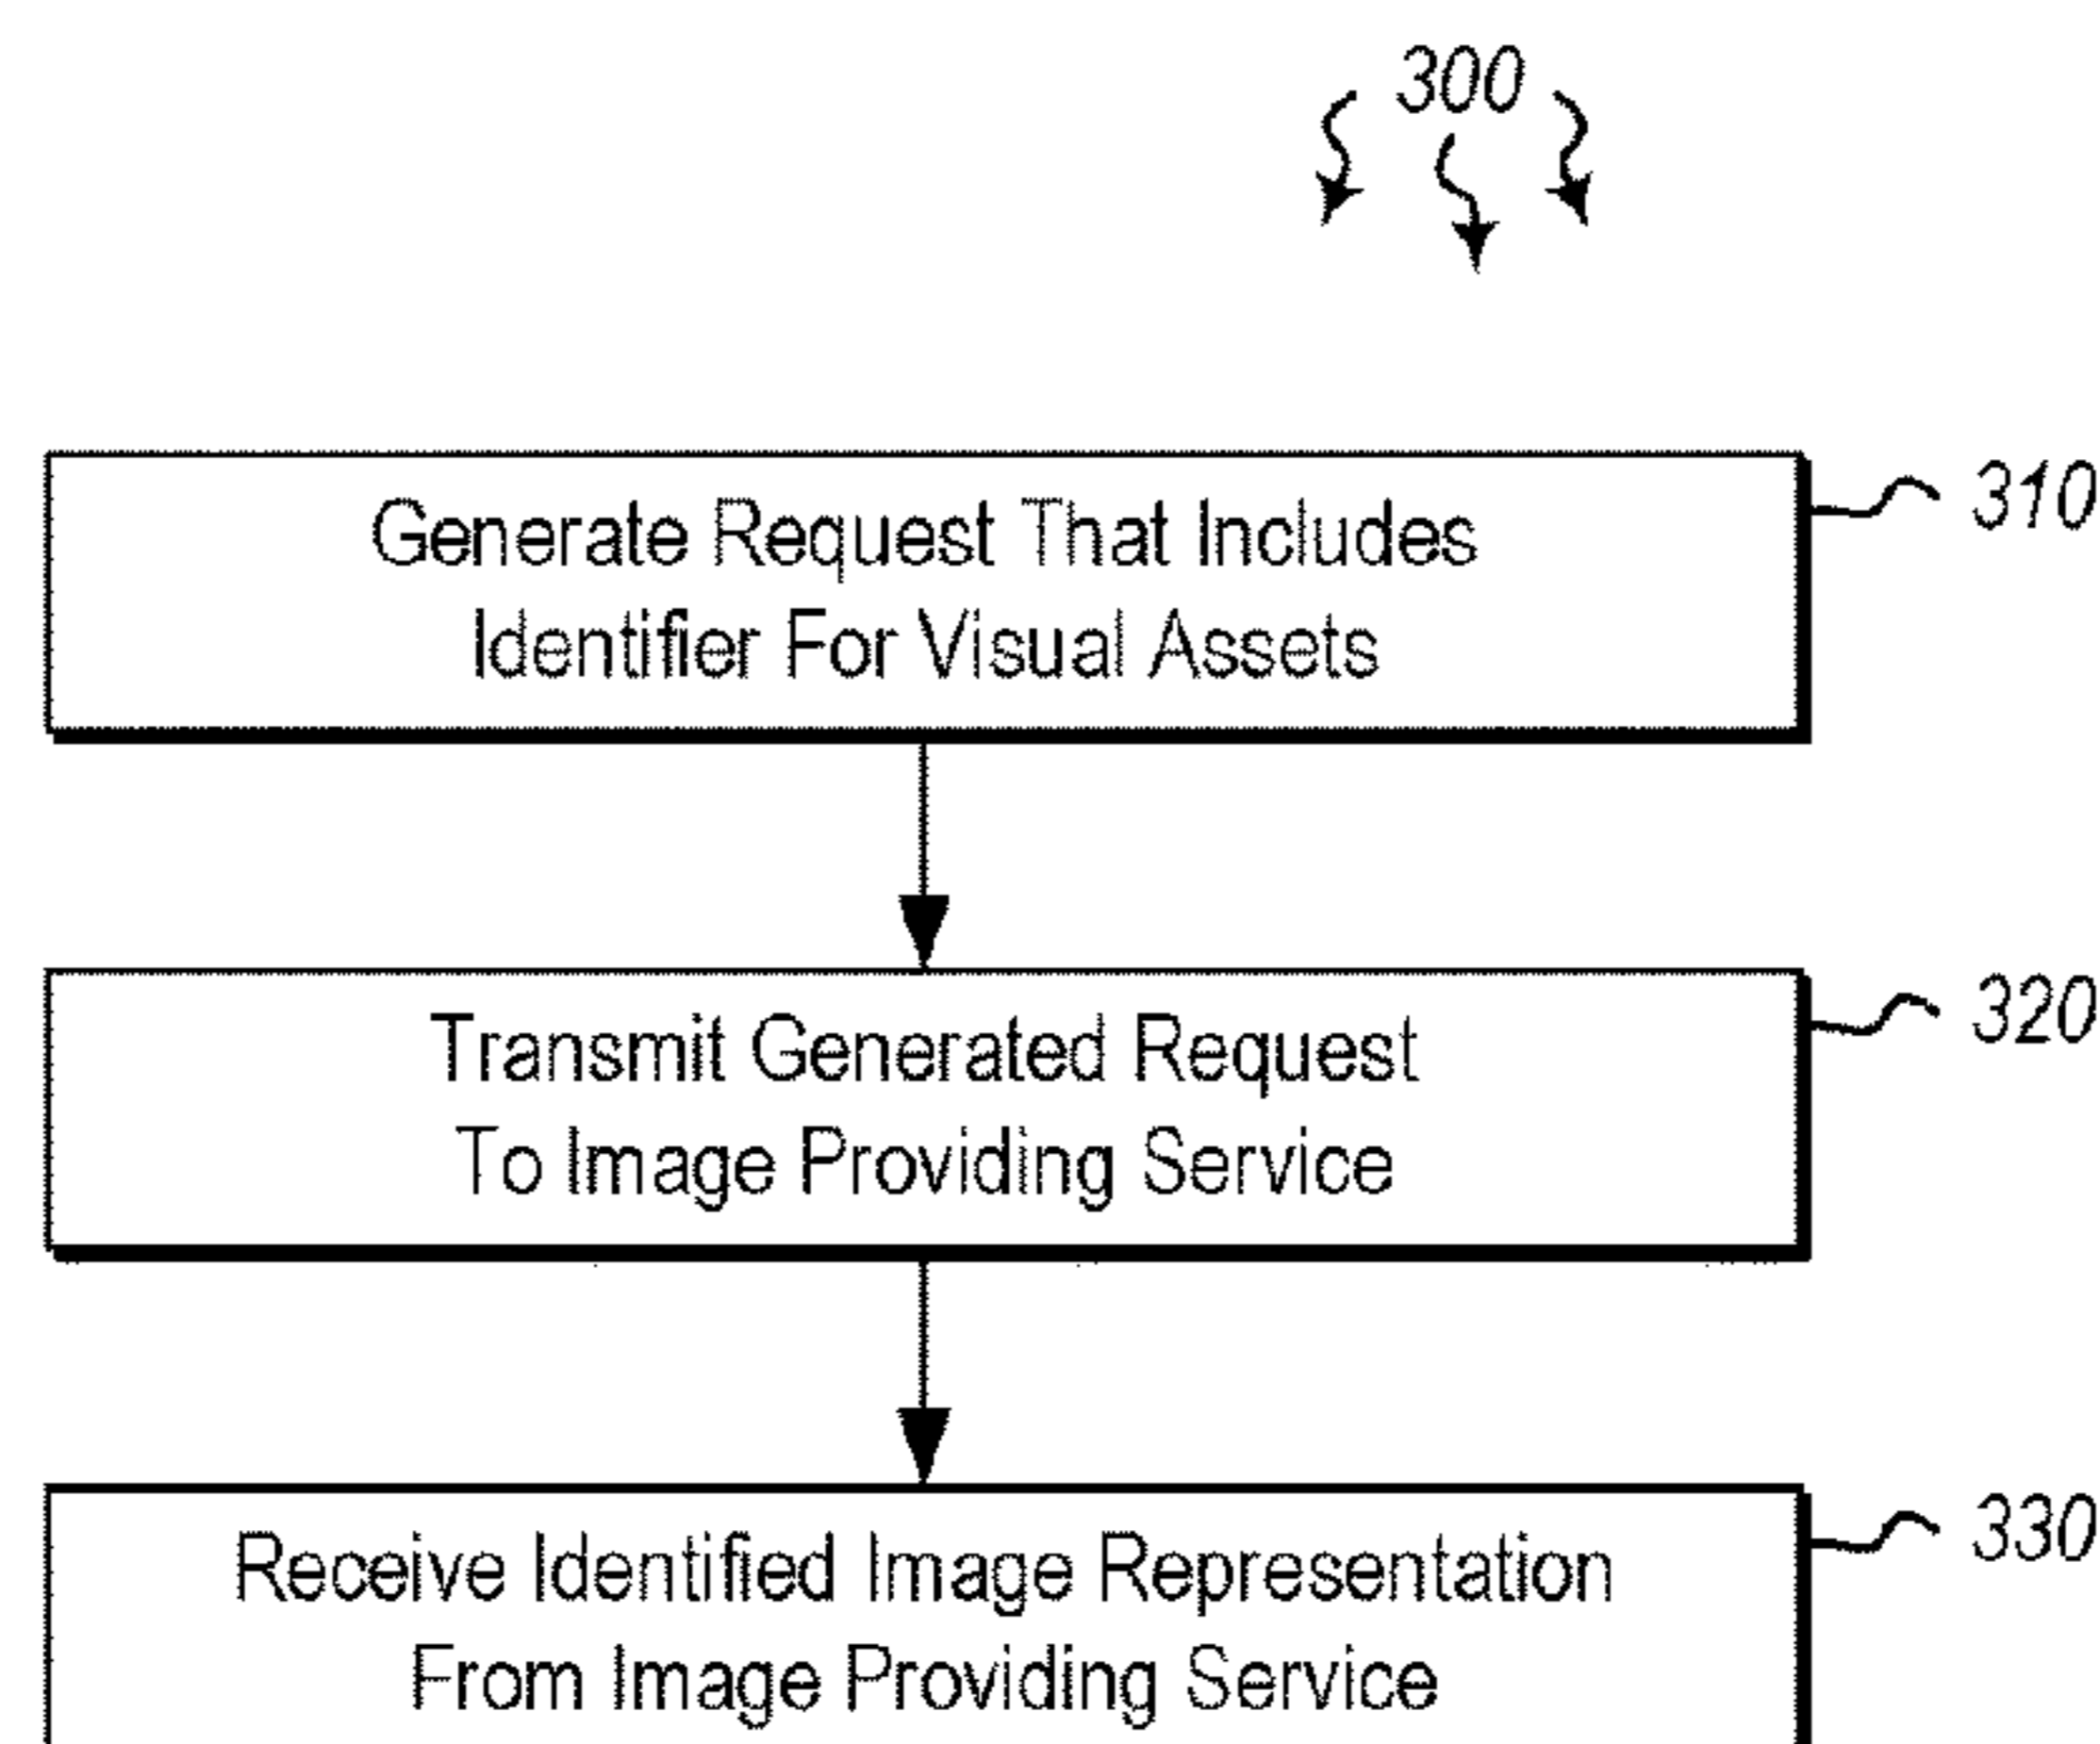 300
Generate Request That Includes
Identifier For Visual Assets
310
Transmit Generated Request
To Image Providing Service
320
Receive Identified Image Representation
From Image Providing Service
330